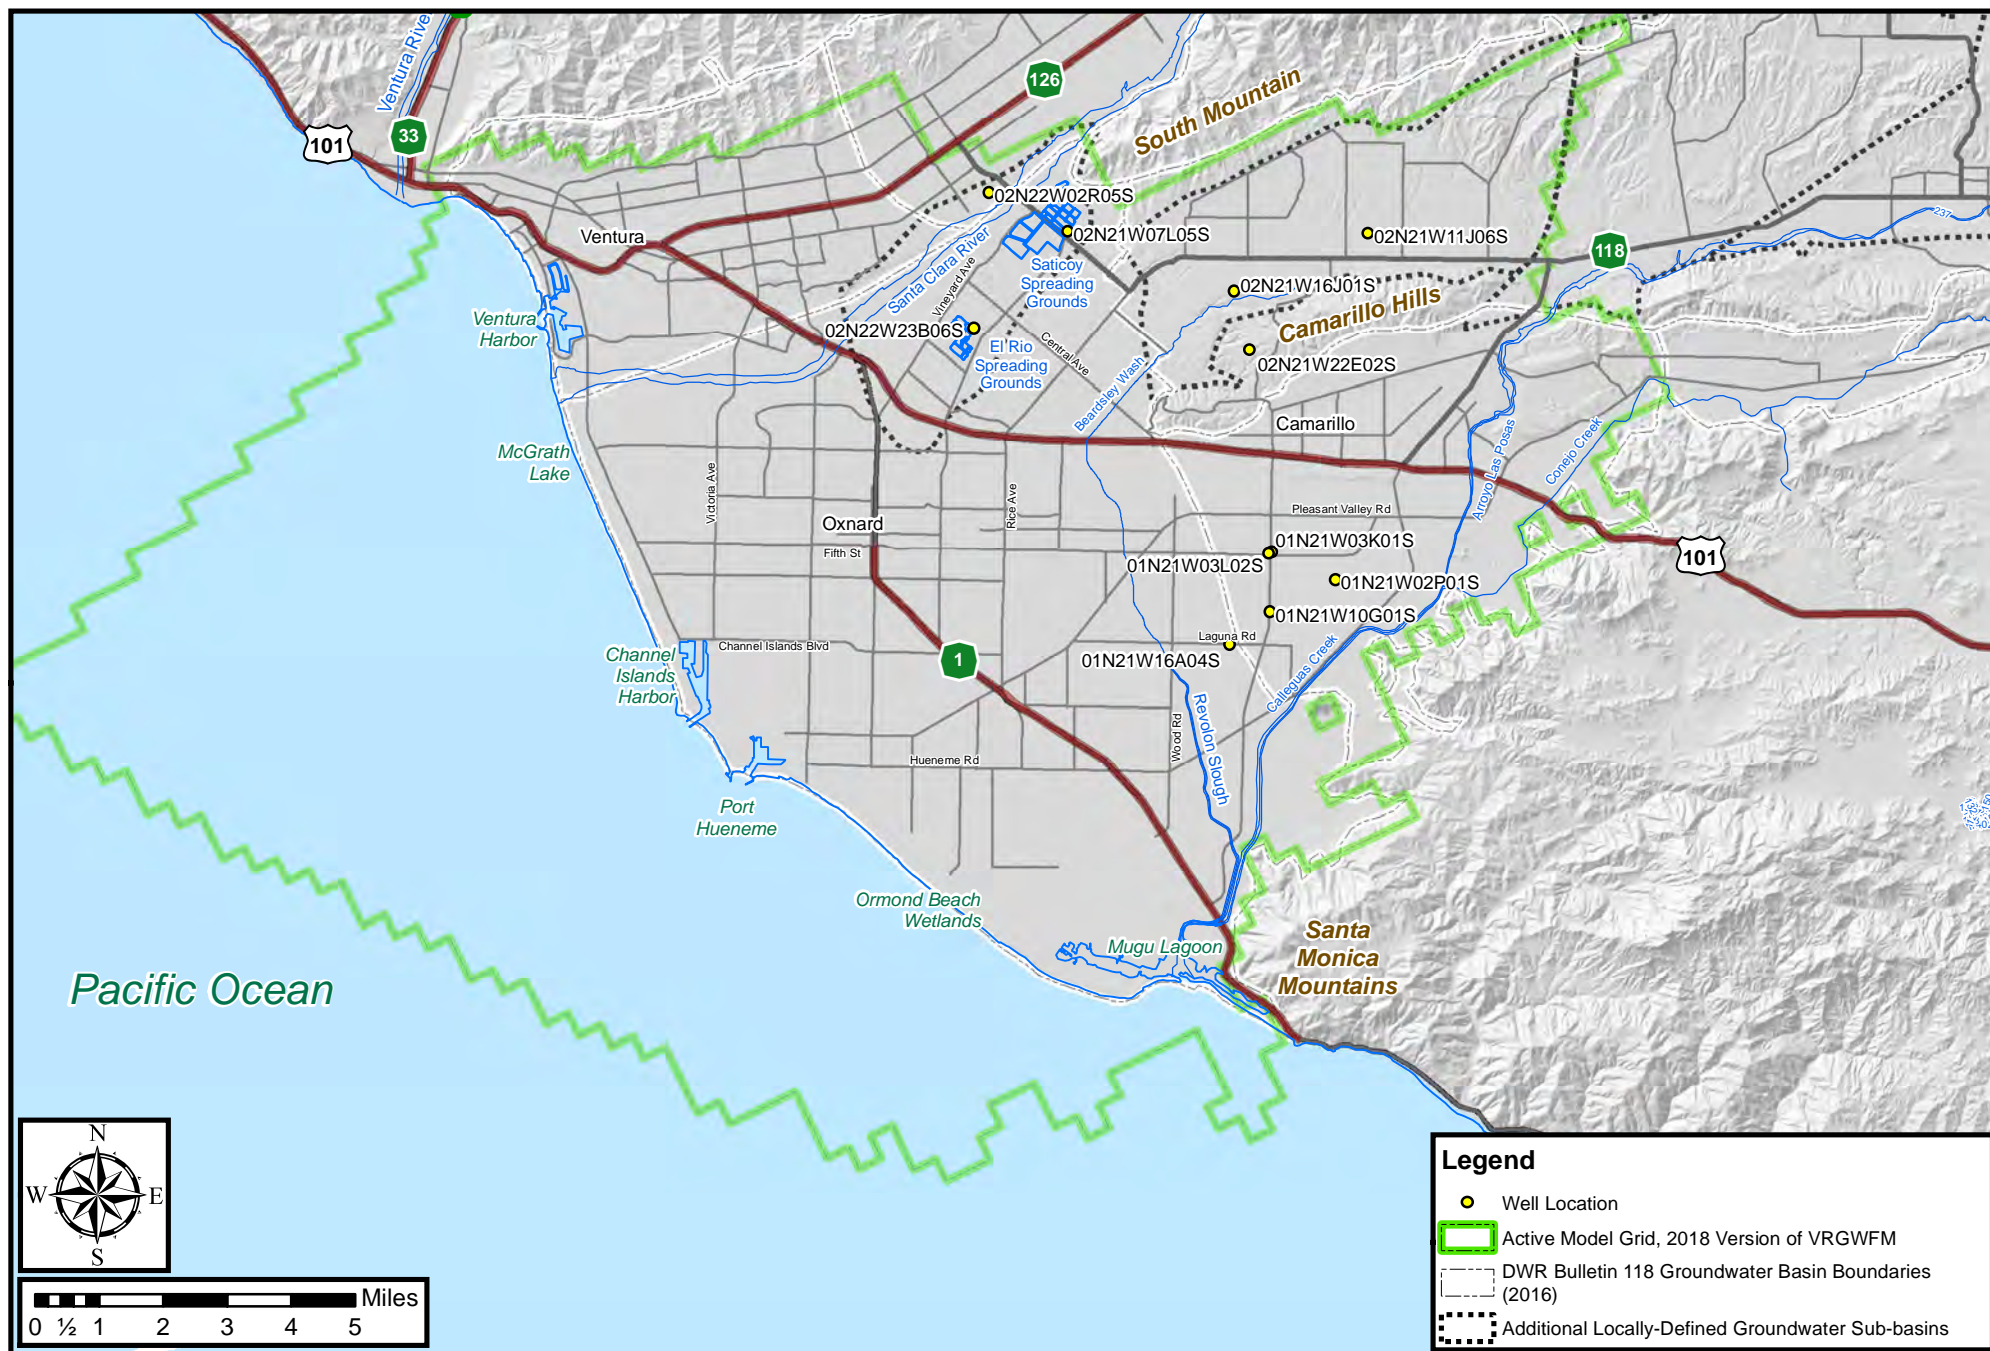 Ventura River
126
33
101
South Mountain
02N22W02R05S
02N21W07L05S
02N21W11J06S
237
118
Ventura
Santa Clara River
Vineyard Ave
Saticoy
Spreading
Grounds
02N21W16J01S
Camarillo Hills
Ventura
Harbor
02N22W23B06S
El Rio
Spreading
Grounds
Central Ave
02N21W22E02S
Beardsley Wash
Camarillo
McGrath
Lake
Victoria Ave
Rice Ave
Arroyo Las Posas
Conejo Creek
Pleasant Valley Rd
Oxnard
Fifth St
01N21W03K01S
01N21W03L02S
101
01N21W02P01S
01N21W10G01S
Laguna Rd
01N21W16A04S
Channel Islands Blvd
Channel
Islands
Harbor
1
Calleguas Creek
Revolon Slough
Wood Rd
Hueneme Rd
Port
Hueneme
Ormond Beach
Wetlands
Mugu Lagoon
Santa
Monica
Mountains
Pacific Ocean
N
W
E
S
Miles
0 ½ 1 2 3 4 5
Legend
Well Location
Active Model Grid, 2018 Version of VRGWFM
DWR Bulletin 118 Groundwater Basin Boundaries
(2016)
Additional Locally-Defined Groundwater Sub-basins